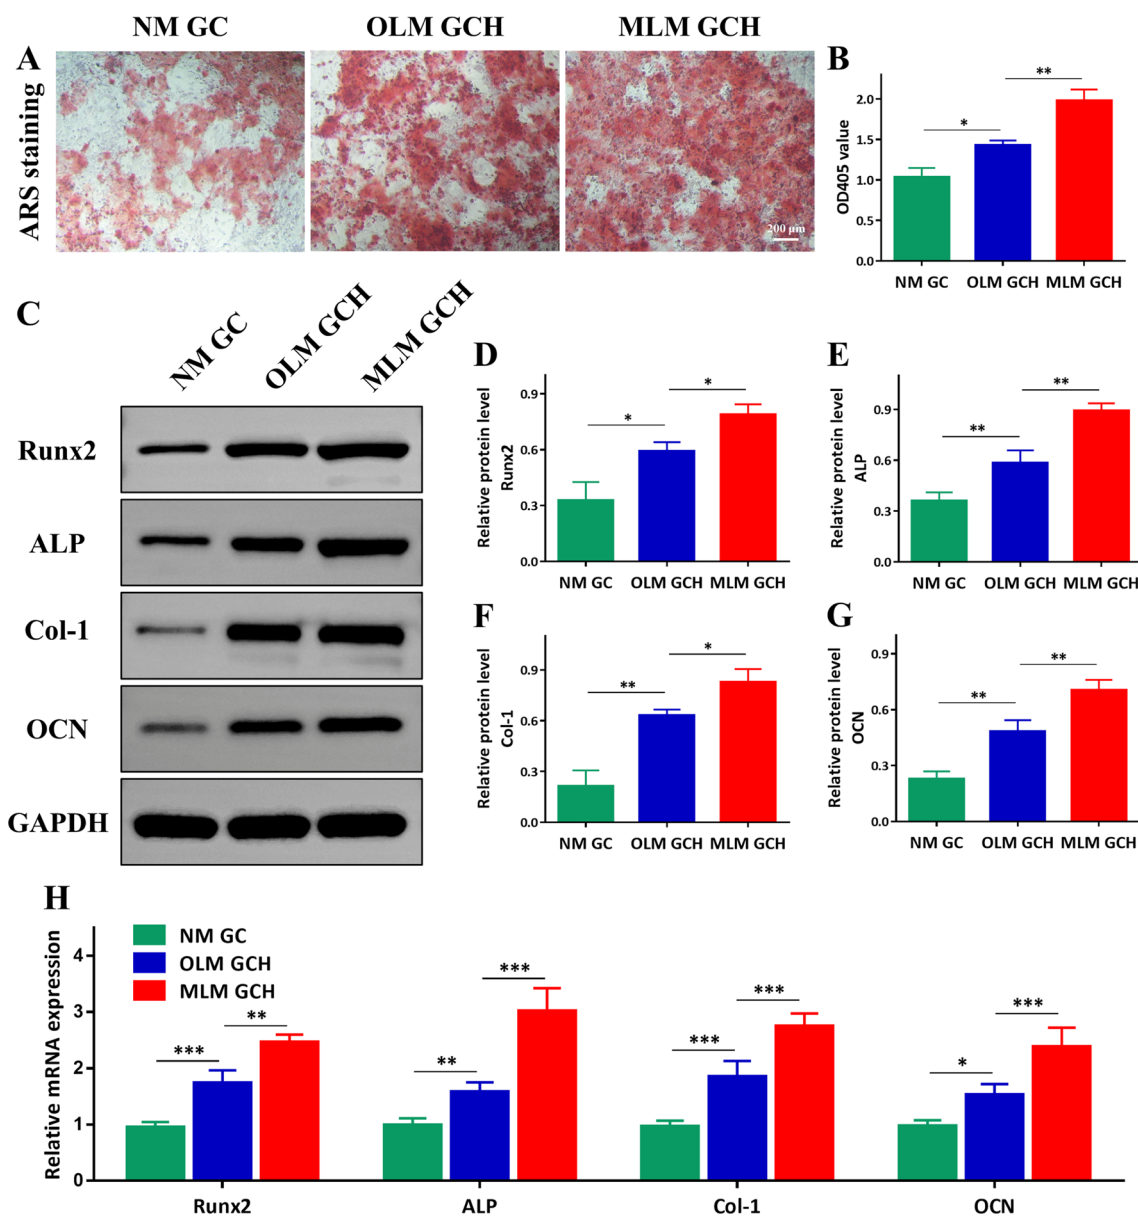 NM GC OLM GCH MLM GCH
A
ARS staining
200 μm
B
OD405 value
2.0
1.5
1.0
0.5
0.0
*
**
NM GC OLM GCH MLM GCH
C
NM GC OLM GCH MLM GCH
Runx2
ALP
Col-1
OCN
GAPDH
D
Relative protein level
Runx2
0.9
0.6
0.3
0.0
*
*
NM GC OLM GCH MLM GCH
E
Relative protein level
ALP
0.9
0.6
0.3
0.0
**
**
NM GC OLM GCH MLM GCH
F
Relative protein level
Col-1
0.9
0.6
0.3
0.0
**
*
NM GC OLM GCH MLM GCH
G
Relative protein level
OCN
0.9
0.6
0.3
0.0
**
**
NM GC OLM GCH MLM GCH
H
Relative mRNA expression
4
3
2
1
0
NM GC
OLM GCH
MLM GCH
*** **
** ***
*** ***
* ***
Runx2 ALP Col-1 OCN